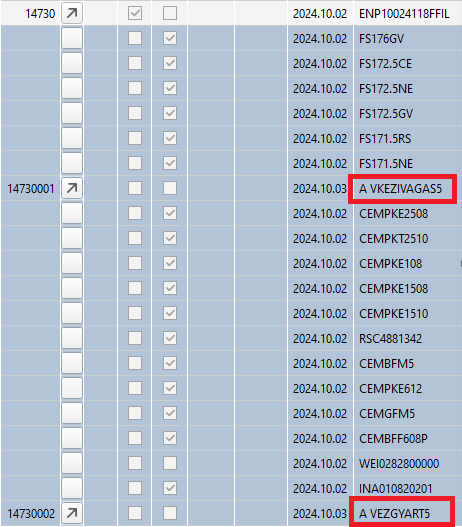 14730 2024.10.02 ENP10024118FFIL
2024.10.02 FS176GV
2024.10.02 FS172.5CE
2024.10.02 FS172.5NE
2024.10.02 FS172.5GV
2024.10.02 FS171.5RS
2024.10.02 FS171.5NE
14730001 2024.10.03 A VKEZIVAGAS5
2024.10.02 CEMPKE2508
2024.10.02 CEMPKT2510
2024.10.02 CEMPKE108
2024.10.02 CEMPKE1508
2024.10.02 CEMPKE1510
2024.10.02 RSC4881342
2024.10.02 CEMBFM5
2024.10.02 CEMPKE612
2024.10.02 CEMGFM5
2024.10.02 CEMBFF608P
2024.10.02 WEI0282800000
2024.10.02 INA010820201
14730002 2024.10.03 A VEZGYART5